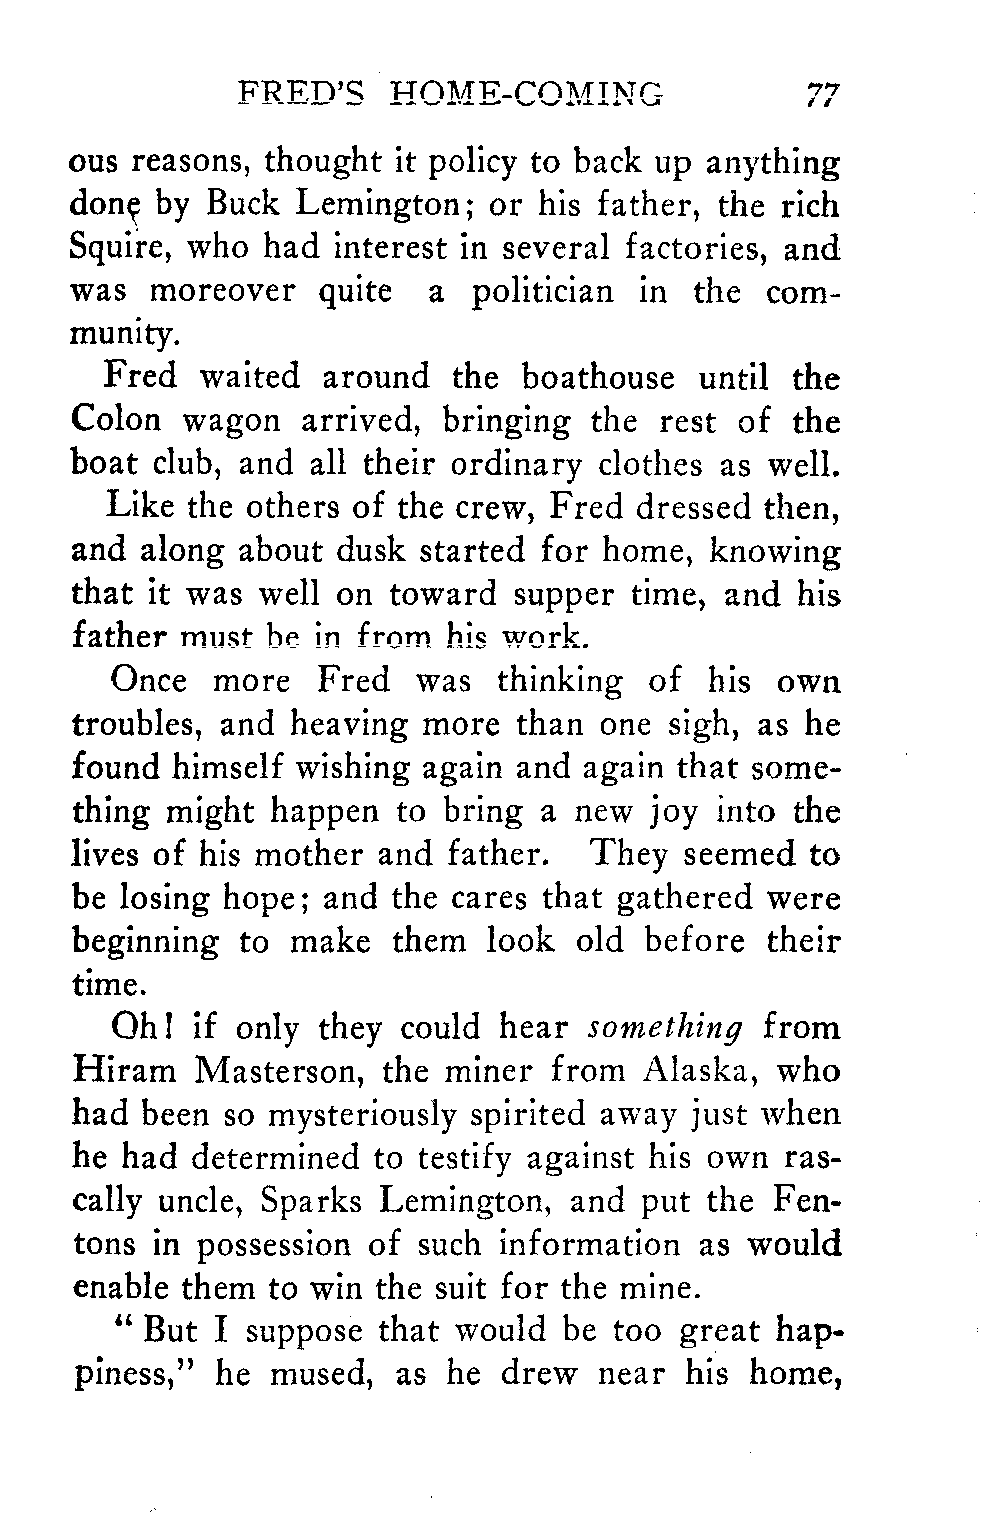 FRED'S HOME-COMING 77
ous reasons, thought it policy to back up anything
done by Buck Lemington; or his father, the rich
Squire, who had interest in several factories, and
was moreover quite a politician in the com-
munity.
Fred waited around the boathouse until the
Colon wagon arrived, bringing the rest of the
boat club, and all their ordinary clothes as well.
Like the others of the crew, Fred dressed then,
and along about dusk started for home, knowing
that it was well on toward supper time, and his
father must be in from his work.
Once more Fred was thinking of his own
troubles, and heaving more than one sigh, as he
found himself wishing again and again that some-
thing might happen to bring a new joy into the
lives of his mother and father. They seemed to
be losing hope; and the cares that gathered were
beginning to make them look old before their
time.
Oh! if only they could hear something from
Hiram Masterson, the miner from Alaska, who
had been so mysteriously spirited away just when
he had determined to testify against his own ras-
cally uncle, Sparks Lemington, and put the Fen-
tons in possession of such information as would
enable them to win the suit for the mine.
“But I suppose that would be too great hap-
piness,” he mused, as he drew near his home,